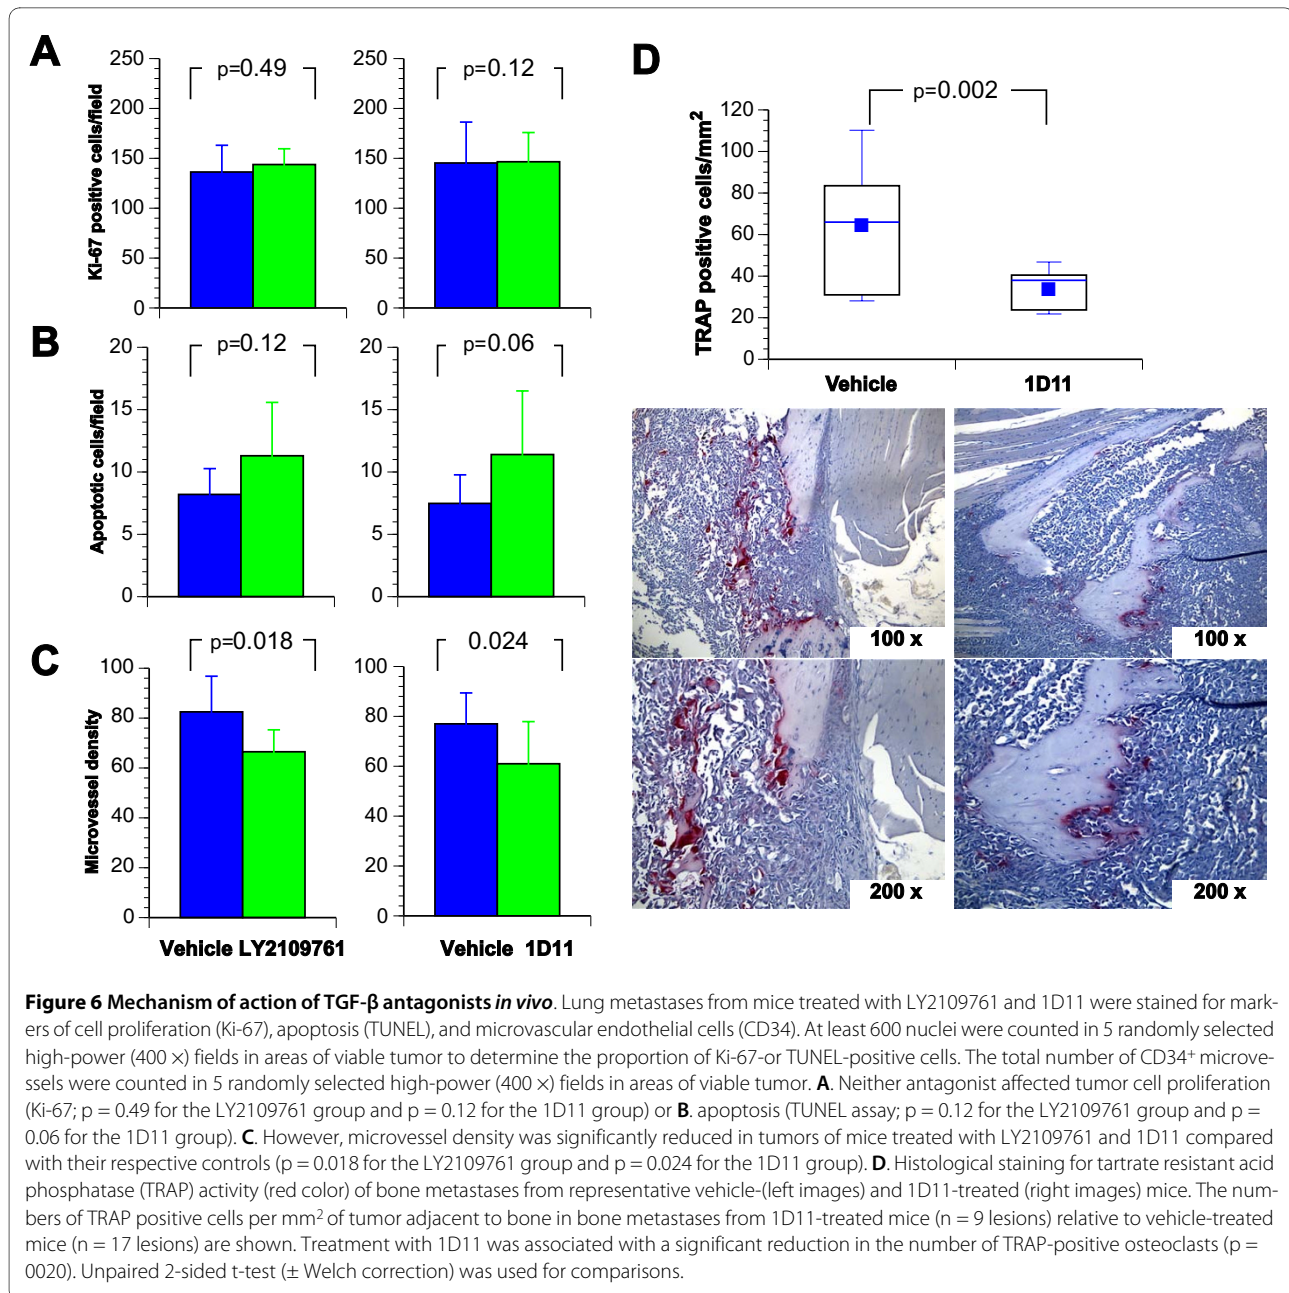 A
Ki-67 positive cells/field
250
200
150
100
50
0
p=0.49
250
200
150
100
50
0
p=0.12
B
Apoptotic cells/field
20
15
10
5
0
p=0.12
20
15
10
5
0
p=0.06
C
Microvessel density
100
80
60
40
20
0
p=0.018
Vehicle LY2109761
100
80
60
40
20
0
0.024
Vehicle 1D11
D
TRAP positive cells/mm²
120
100
80
60
40
20
0
p=0.002
Vehicle 1D11
100 x
100 x
200 x
200 x
Figure 6 Mechanism of action of TGF-β antagonists in vivo. Lung metastases from mice treated with LY2109761 and 1D11 were stained for mark-
ers of cell proliferation (Ki-67), apoptosis (TUNEL), and microvascular endothelial cells (CD34). At least 600 nuclei were counted in 5 randomly selected
high-power (400 ×) fields in areas of viable tumor to determine the proportion of Ki-67-or TUNEL-positive cells. The total number of CD34⁺ microve-
ssels were counted in 5 randomly selected high-power (400 ×) fields in areas of viable tumor. A. Neither antagonist affected tumor cell proliferation
(Ki-67; p = 0.49 for the LY2109761 group and p = 0.12 for the 1D11 group) or B. apoptosis (TUNEL assay; p = 0.12 for the LY2109761 group and p =
0.06 for the 1D11 group). C. However, microvessel density was significantly reduced in tumors of mice treated with LY2109761 and 1D11 compared
with their respective controls (p = 0.018 for the LY2109761 group and p = 0.024 for the 1D11 group). D. Histological staining for tartrate resistant acid
phosphatase (TRAP) activity (red color) of bone metastases from representative vehicle-(left images) and 1D11-treated (right images) mice. The num-
bers of TRAP positive cells per mm² of tumor adjacent to bone in bone metastases from 1D11-treated mice (n = 9 lesions) relative to vehicle-treated
mice (n = 17 lesions) are shown. Treatment with 1D11 was associated with a significant reduction in the number of TRAP-positive osteoclasts (p =
0020). Unpaired 2-sided t-test (± Welch correction) was used for comparisons.